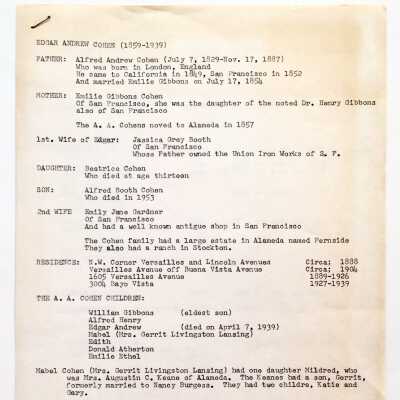 EDGAR ANDREW COHEN (1859-1939)
FATHER: Alfred Andrew Cohen (July 7, 1829-Nov. 17, 1887)
Who was born in London, England
He came to California in 1849, San Francisco in 1852
And married Emilie Gibbons on July 17, 1854
MOTHER: Emilie Gibbons Cohen
Of San Francisco, she was the daughter of the noted Dr. Henry Gibbons
also of San Francisco
The A. A. Cohens moved to Alameda in 1857
1st. Wife of Edgar: Jessica Grey Booth
Of San Francisco
Whose Father owned the Union Iron Works of S. F.
DAUGHTER: Beatrice Cohen
Who died at age thirteen
SON: Alfred Booth Cohen
Who died in 1953
2nd WIFE Emily Jane Gardner
Of San Francisco
And had a well known antique shop in San Francisco
The Cohen family had a large estate in Alameda named Fernside
They also had a ranch in Stockton.
RESIDENCE: N.W. Corner Versailles and Lincoln Avenues Circa: 1888
Versailles Avenue off Buena Vista Avenue Circa: 1904
1605 Versailles Avenue 1889-1926
3004 Bayo Vista 1927-1939
THE A. A. COHEN CHILDREN:
William Gibbons (eldest son)
Alfred Henry
Edgar Andrew (died on April 7, 1939)
Mabel (Mrs. Gerrit Livingston Lansing)
Edith
Donald Atherton
Emilie Ethel
Mabel Cohen (Mrs. Gerrit Livingston Lansing) had one daughter Mildred, who
was Mrs. Augustin C. Keane of Alameda. The Keanes had a son, Gerrit,
formerly married to Nancy Burgess. They had two childre, Katie and
Gary.